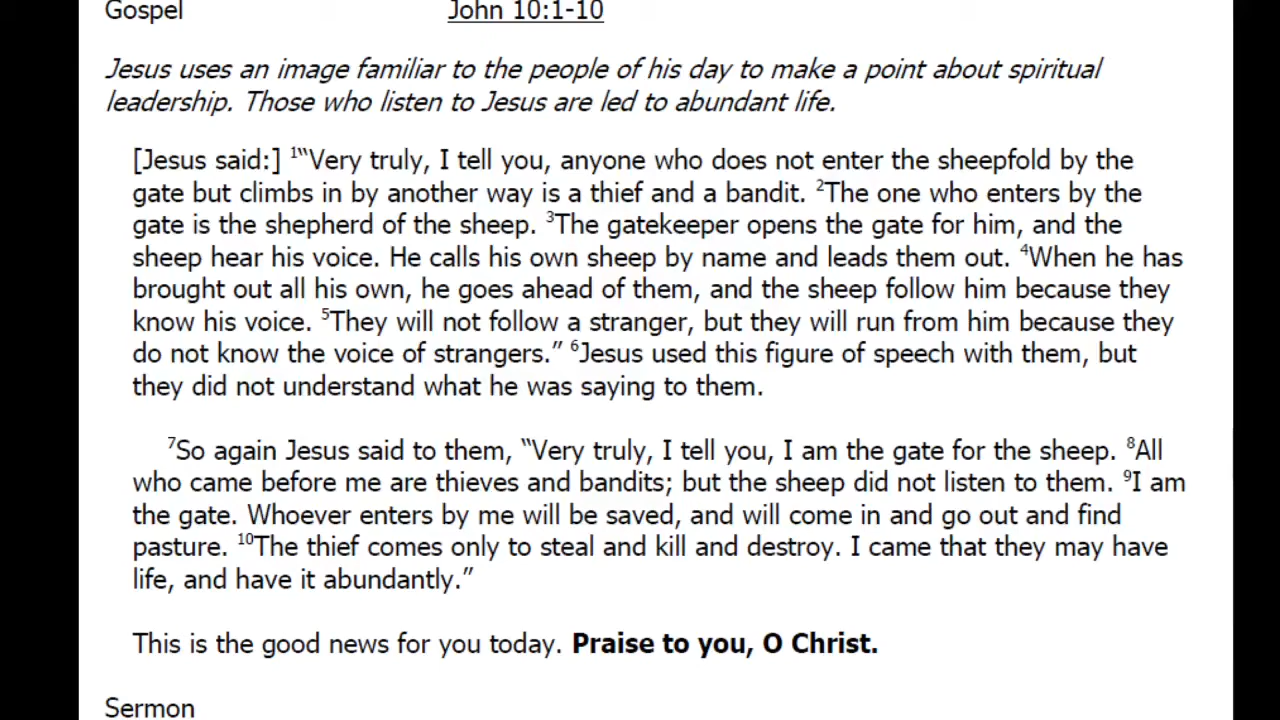 Gospel John 10:1-10
Jesus uses an image familiar to the people of his day to make a point about spiritual
leadership. Those who listen to Jesus are led to abundant life.
[Jesus said:] ¹“Very truly, I tell you, anyone who does not enter the sheepfold by the
gate but climbs in by another way is a thief and a bandit. ²The one who enters by the
gate is the shepherd of the sheep. ³The gatekeeper opens the gate for him, and the
sheep hear his voice. He calls his own sheep by name and leads them out. ⁴When he has
brought out all his own, he goes ahead of them, and the sheep follow him because they
know his voice. ⁵They will not follow a stranger, but they will run from him because they
do not know the voice of strangers.” ⁶Jesus used this figure of speech with them, but
they did not understand what he was saying to them.
⁷So again Jesus said to them, “Very truly, I tell you, I am the gate for the sheep. ⁸All
who came before me are thieves and bandits; but the sheep did not listen to them. ⁹I am
the gate. Whoever enters by me will be saved, and will come in and go out and find
pasture. ¹⁰The thief comes only to steal and kill and destroy. I came that they may have
life, and have it abundantly.”
This is the good news for you today. Praise to you, O Christ.
Sermon